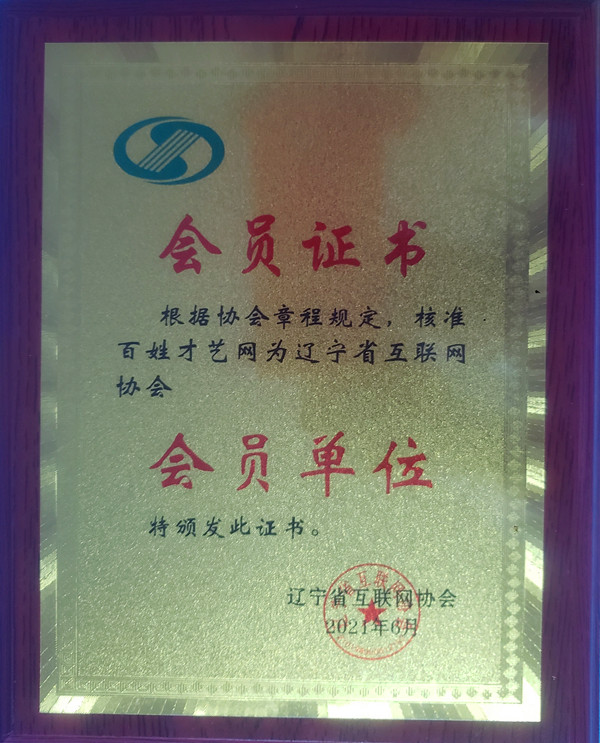 会员证书
根据协会章程规定，核准
百姓才艺网为辽宁省互联网
协会
会员单位
特颁发此证书。
辽宁省互联网协会
2021年6月